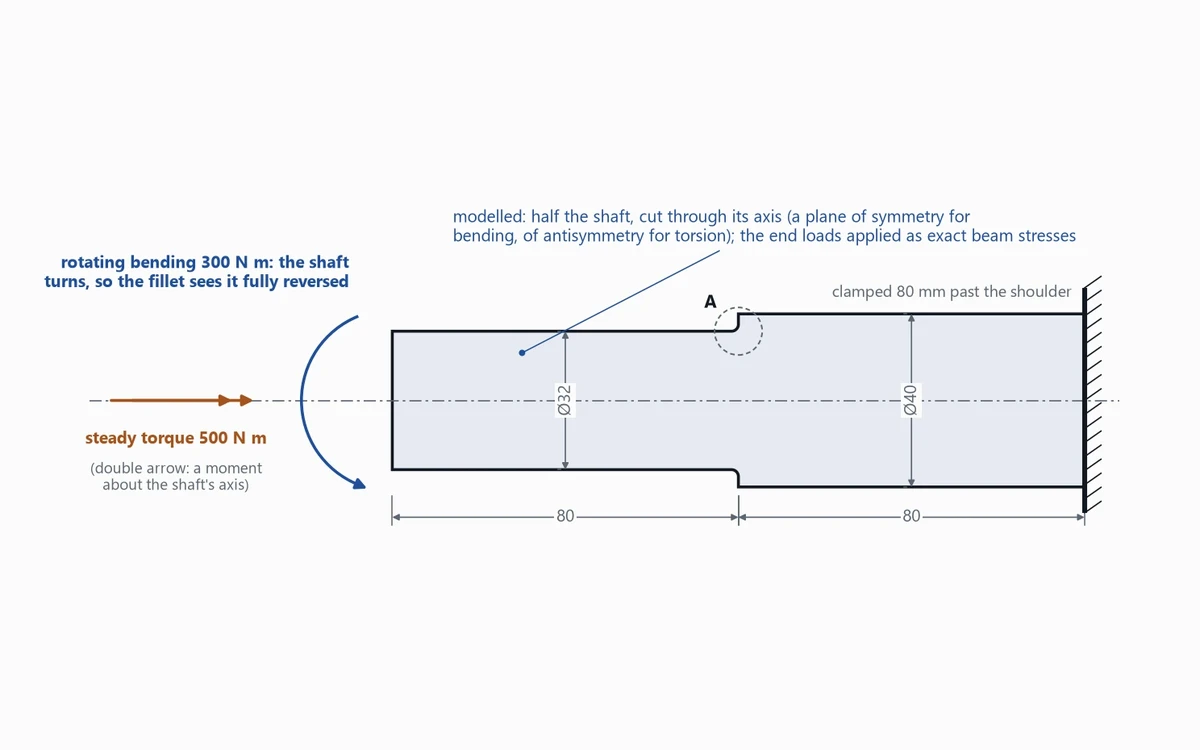 modelled: half the shaft, cut through its axis (a plane of symmetry for
bending, of antisymmetry for torsion); the end loads applied as exact beam stresses
rotating bending 300 N m: the shaft
turns, so the fillet sees it fully reversed
clamped 80 mm past the shoulder
A
Ø32
Ø40
steady torque 500 N m
(double arrow: a moment
about the shaft's axis)
80
80